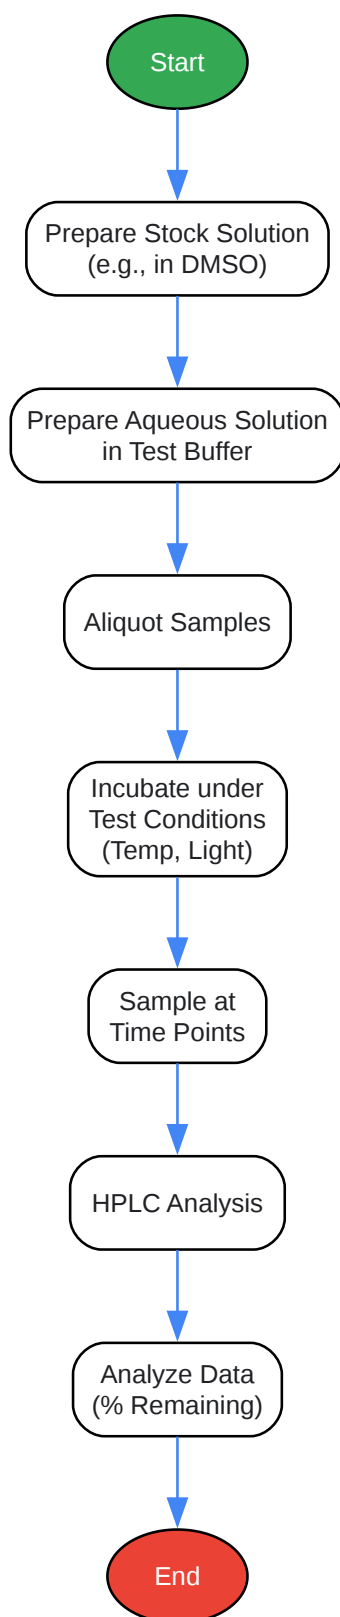 Start
Prepare Stock Solution
(e.g., in DMSO)
Prepare Aqueous Solution
in Test Buffer
Aliquot Samples
Incubate under
Test Conditions
(Temp, Light)
Sample at
Time Points
HPLC Analysis
Analyze Data
(% Remaining)
End